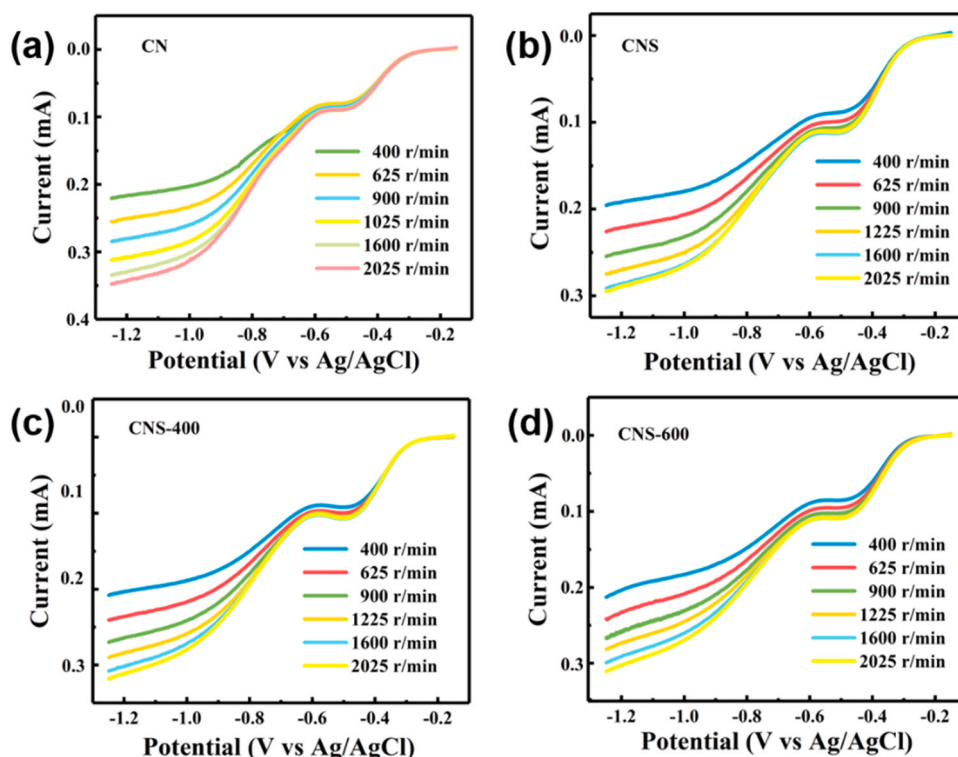 (a)
CN
Current (mA)
0.0
0.1
0.2
0.3
0.4
400 r/min
625 r/min
900 r/min
1025 r/min
1600 r/min
2025 r/min
-1.2 -1.0 -0.8 -0.6 -0.4 -0.2
Potential (V vs Ag/AgCl)
(b)
CNS
Current (mA)
0.0
0.1
0.2
0.3
400 r/min
625 r/min
900 r/min
1225 r/min
1600 r/min
2025 r/min
-1.2 -1.0 -0.8 -0.6 -0.4 -0.2
Potential (V vs Ag/AgCl)
(c)
CNS-400
Current (mA)
0.0
0.1
0.2
0.3
400 r/min
625 r/min
900 r/min
1225 r/min
1600 r/min
2025 r/min
-1.2 -1.0 -0.8 -0.6 -0.4 -0.2
Potential (V vs Ag/AgCl)
(d)
CNS-600
Current (mA)
0.0
0.1
0.2
0.3
400 r/min
625 r/min
900 r/min
1225 r/min
1600 r/min
2025 r/min
-1.2 -1.0 -0.8 -0.6 -0.4 -0.2
Potential (V vs Ag/AgCl)